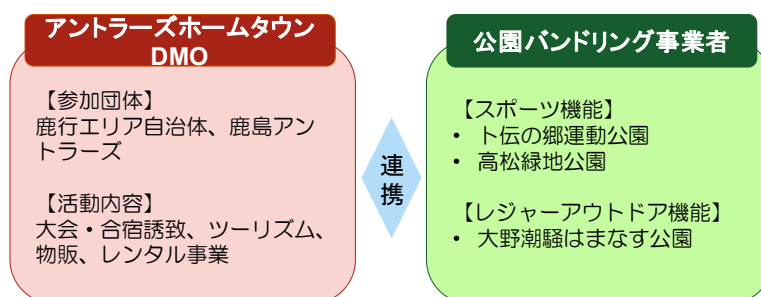 アントラーズホームタウン
DMO
【参加団体】
鹿行エリア自治体、鹿島アント
トラーズ
【活動内容】
大会・合宿誘致、ツーリズム、
物販、レンタル事業
連
携
公園バンドリング事業者
【スポーツ機能】
• ト伝の郷運動公園
• 高松緑地公園
【レジャーアウトドア機能】
• 大野潮騒はまなす公園